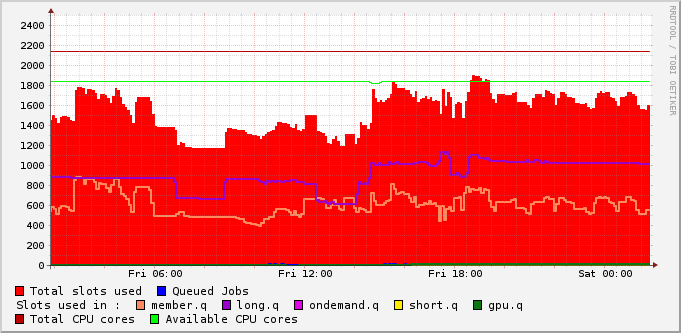 RRDTOOL / TOBI OETIKER
2400
2200
2000
1800
1600
1400
1200
1000
800
600
400
200
0
Fri 06:00 Fri 12:00 Fri 18:00 Sat 00:00
Total slots used Queued Jobs
Slots used in : member.q long.q ondemand.q short.q gpu.q
Total CPU cores Available CPU cores